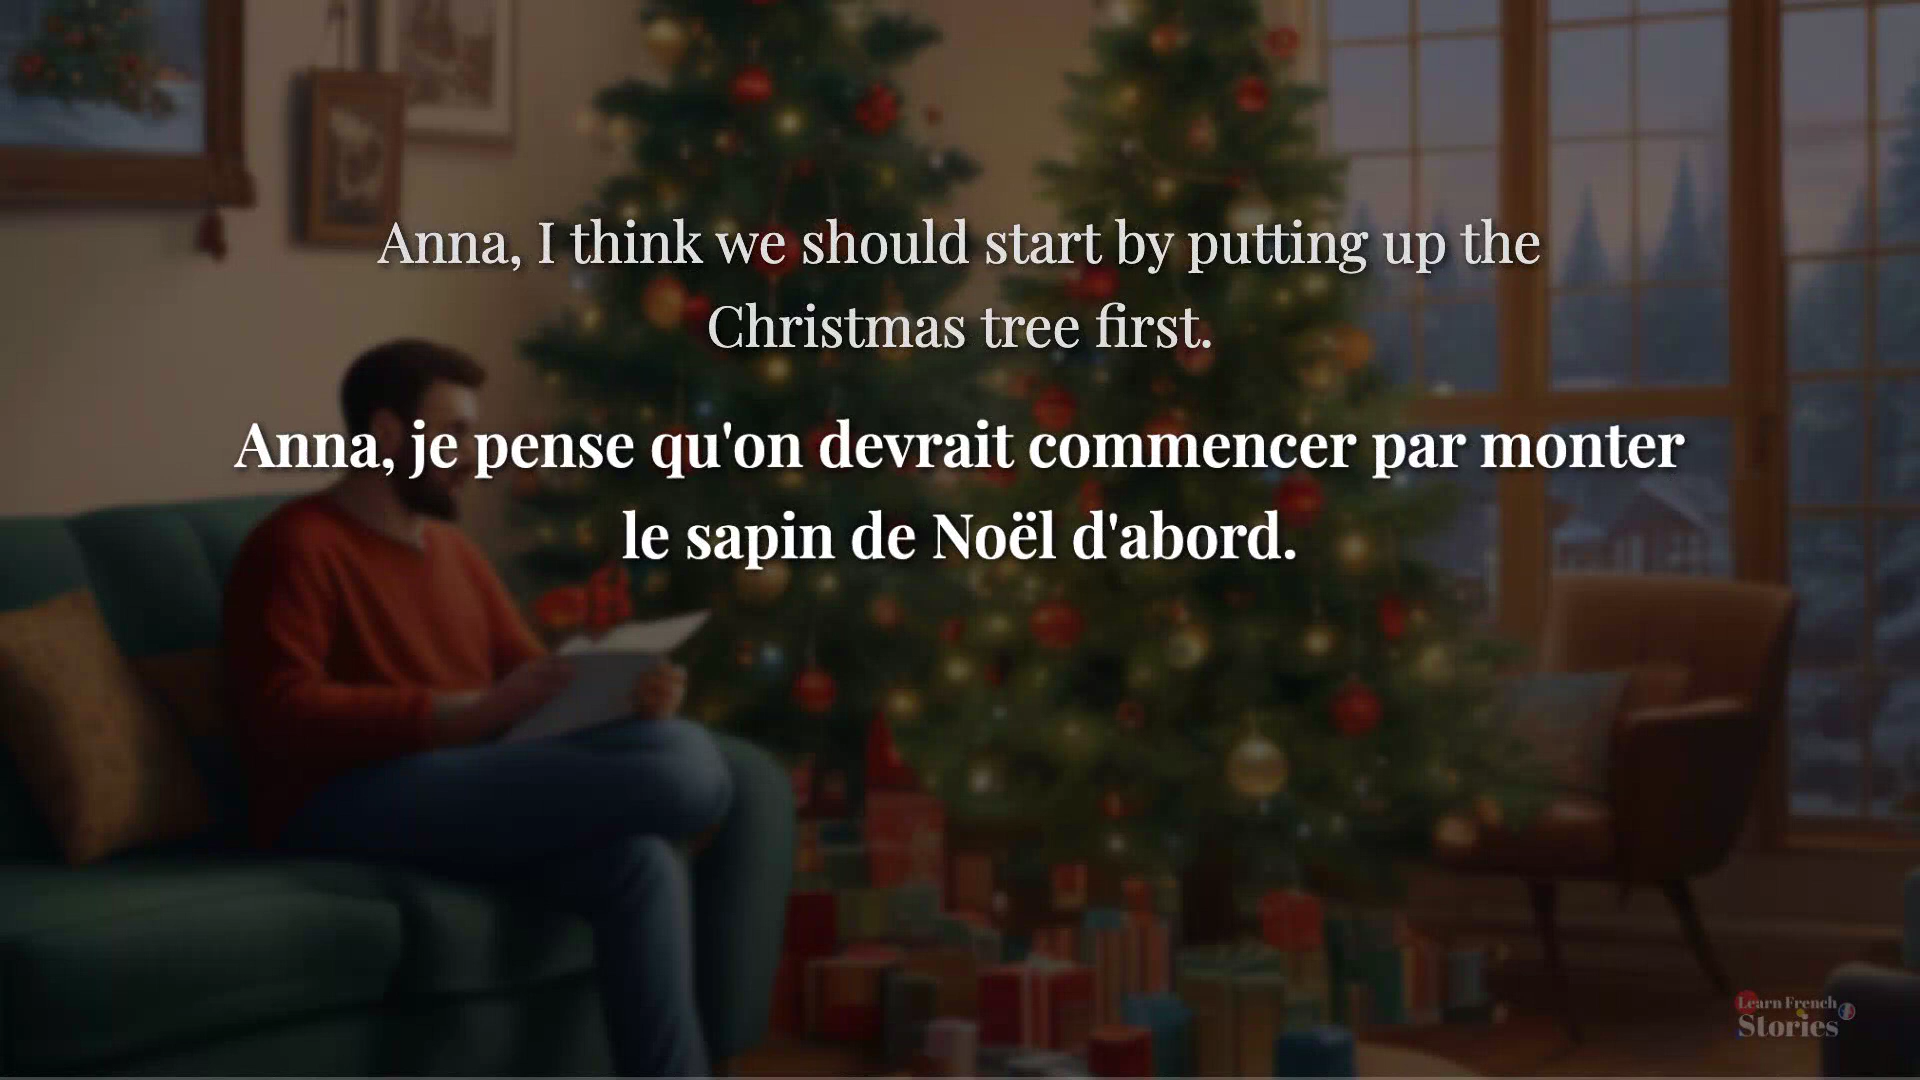 Anna, I think we should start by putting up the
Christmas tree first.
Anna, je pense qu'on devrait commencer par monter
le sapin de Noël d'abord.
Learn French
Stories